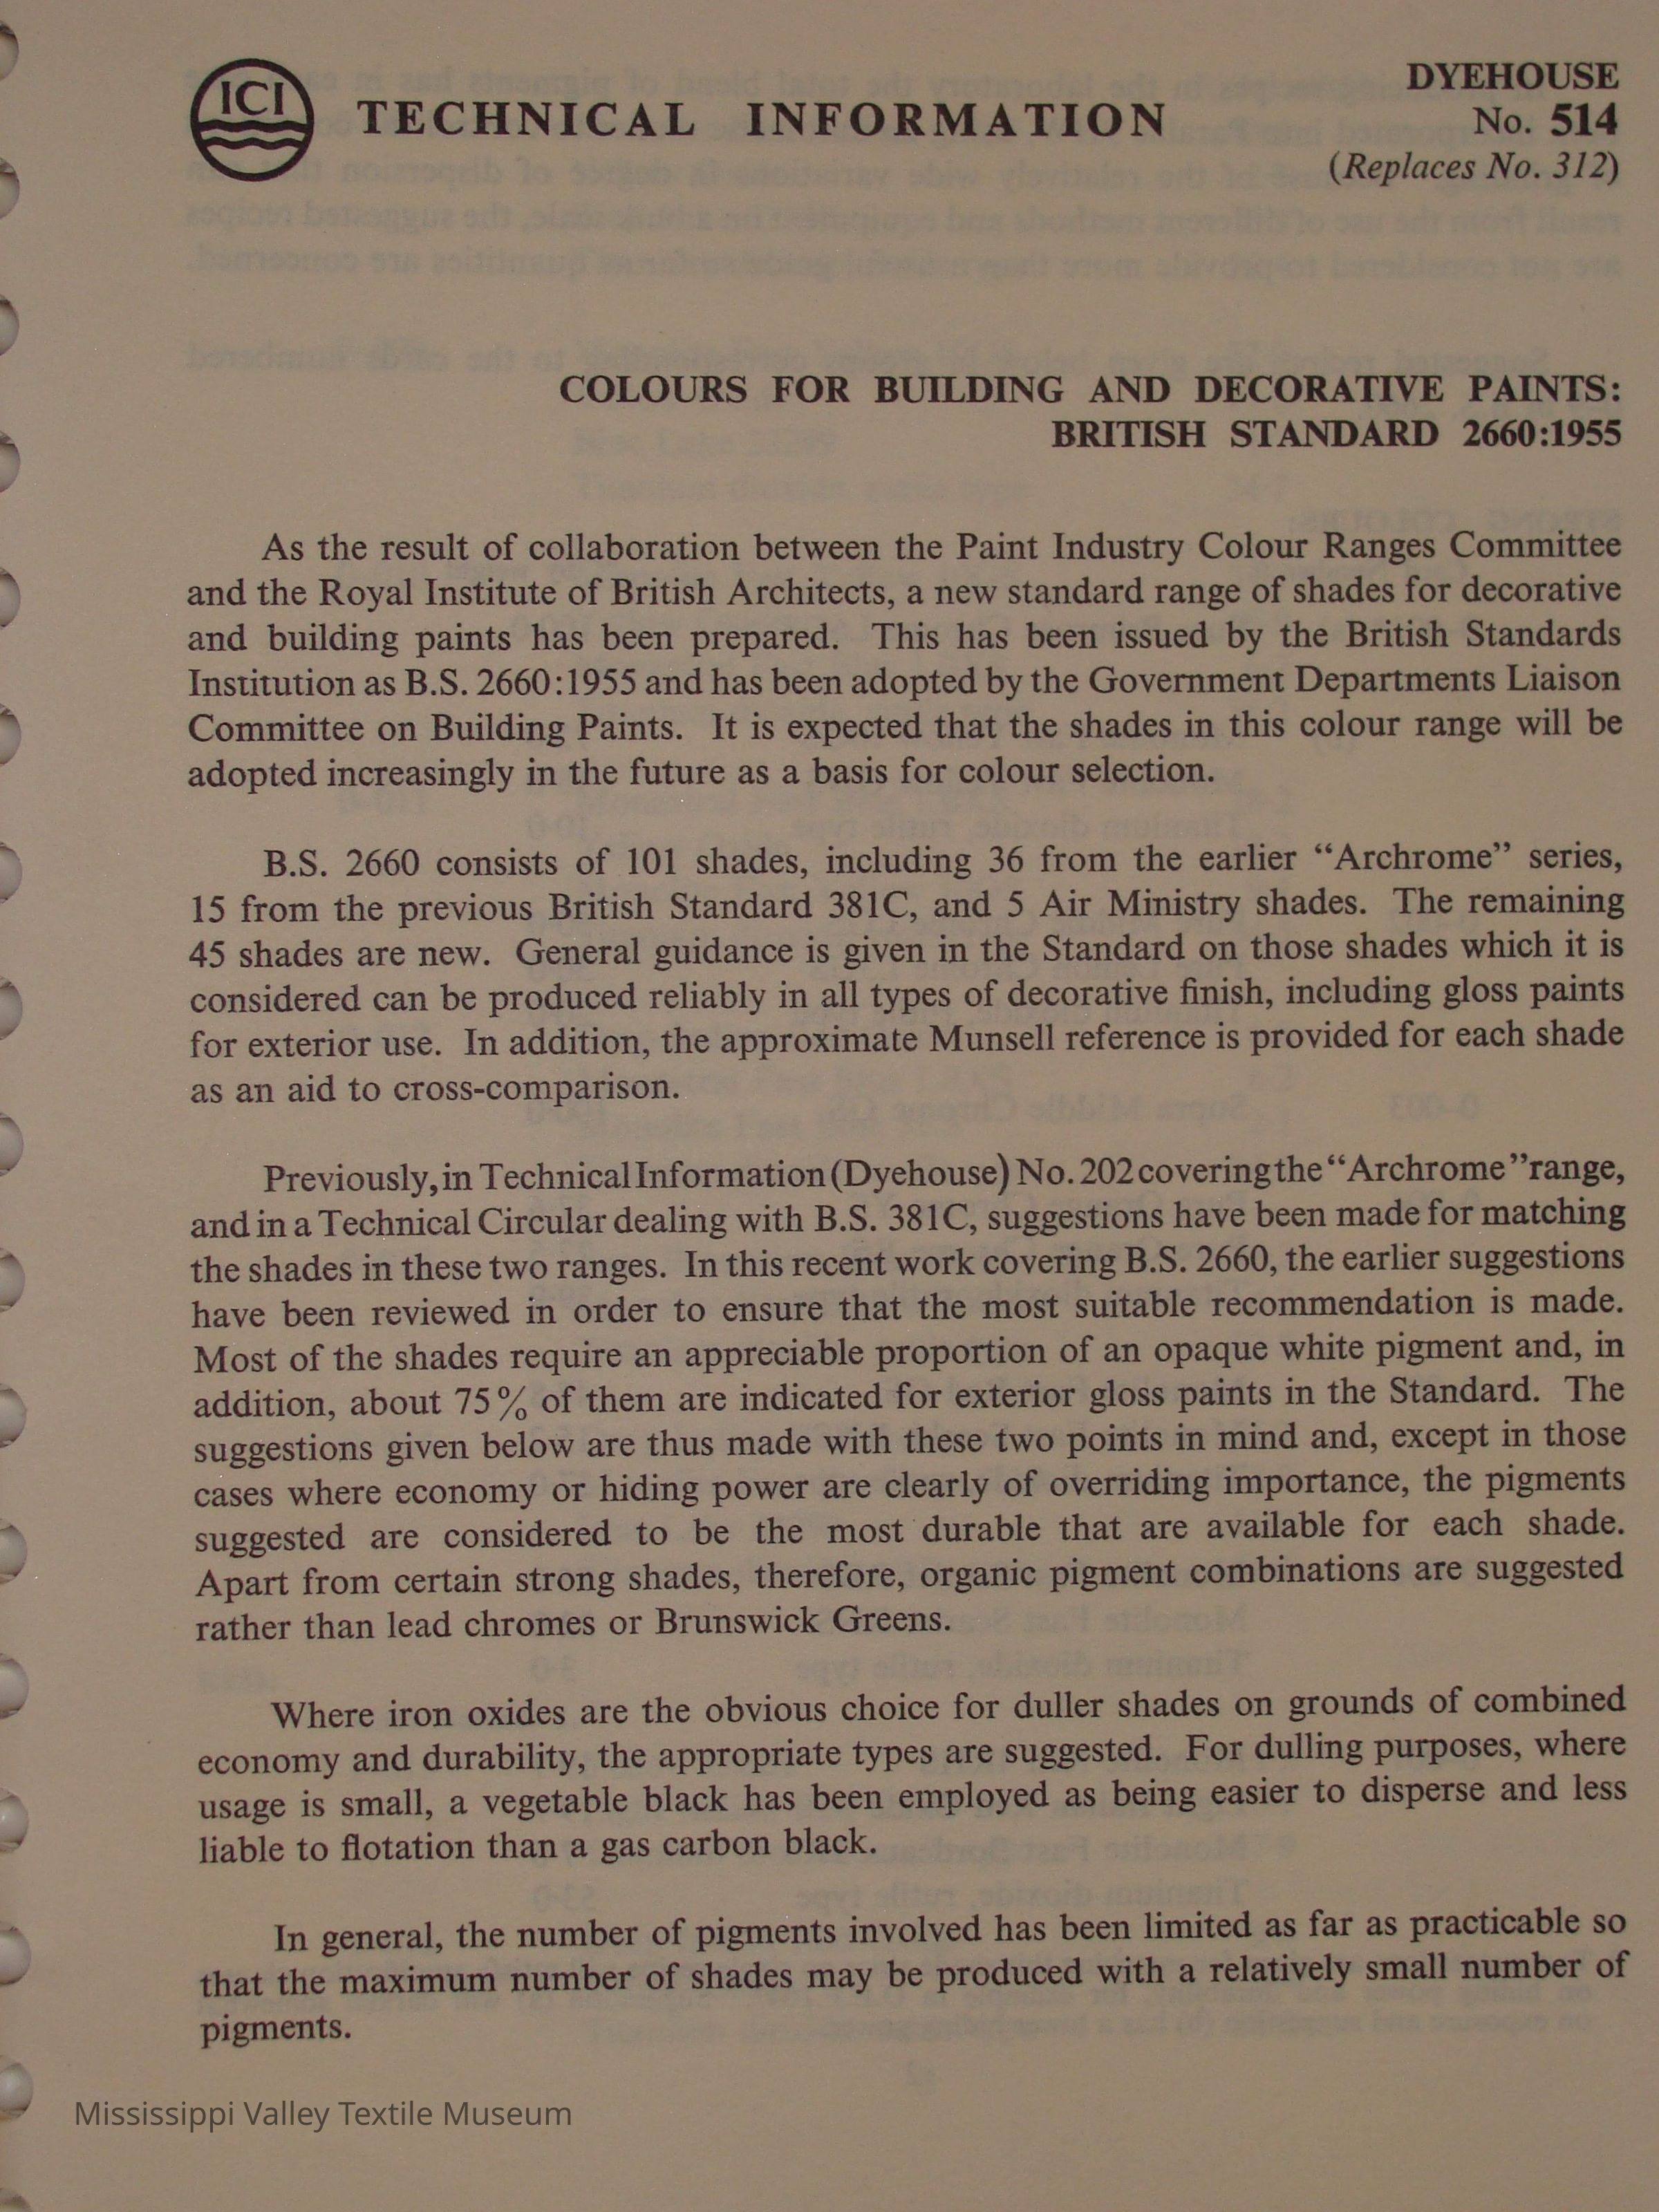 ICI
TECHNICAL INFORMATION
DYEHOUSE
No. 514
(Replaces No. 312)
COLOURS FOR BUILDING AND DECORATIVE PAINTS:
BRITISH STANDARD 2660:1955
As the result of collaboration between the Paint Industry Colour Ranges Committee
and the Royal Institute of British Architects, a new standard range of shades for decorative
and building paints has been prepared. This has been issued by the British Standards
Institution as B.S. 2660:1955 and has been adopted by the Government Departments Liaison
Committee on Building Paints. It is expected that the shades in this colour range will be
adopted increasingly in the future as a basis for colour selection.
B.S. 2660 consists of 101 shades, including 36 from the earlier “Archrome” series,
15 from the previous British Standard 381C, and 5 Air Ministry shades. The remaining
45 shades are new. General guidance is given in the Standard on those shades which it is
considered can be produced reliably in all types of decorative finish, including gloss paints
for exterior use. In addition, the approximate Munsell reference is provided for each shade
as an aid to cross-comparison.
Previously, in Technical Information (Dyehouse) No. 202 covering the “Archrome” range,
and in a Technical Circular dealing with B.S. 381C, suggestions have been made for matching
the shades in these two ranges. In this recent work covering B.S. 2660, the earlier suggestions
have been reviewed in order to ensure that the most suitable recommendation is made.
Most of the shades require an appreciable proportion of an opaque white pigment and, in
addition, about 75% of them are indicated for exterior gloss paints in the Standard. The
suggestions given below are thus made with these two points in mind and, except in those
cases where economy or hiding power are clearly of overriding importance, the pigments
suggested are considered to be the most durable that are available for each shade.
Apart from certain strong shades, therefore, organic pigment combinations are suggested
rather than lead chromes or Brunswick Greens.
Where iron oxides are the obvious choice for duller shades on grounds of combined
economy and durability, the appropriate types are suggested. For dulling purposes, where
usage is small, a vegetable black has been employed as being easier to disperse and less
liable to flotation than a gas carbon black.
In general, the number of pigments involved has been limited as far as practicable so
that the maximum number of shades may be produced with a relatively small number of
pigments.
Mississippi Valley Textile Museum